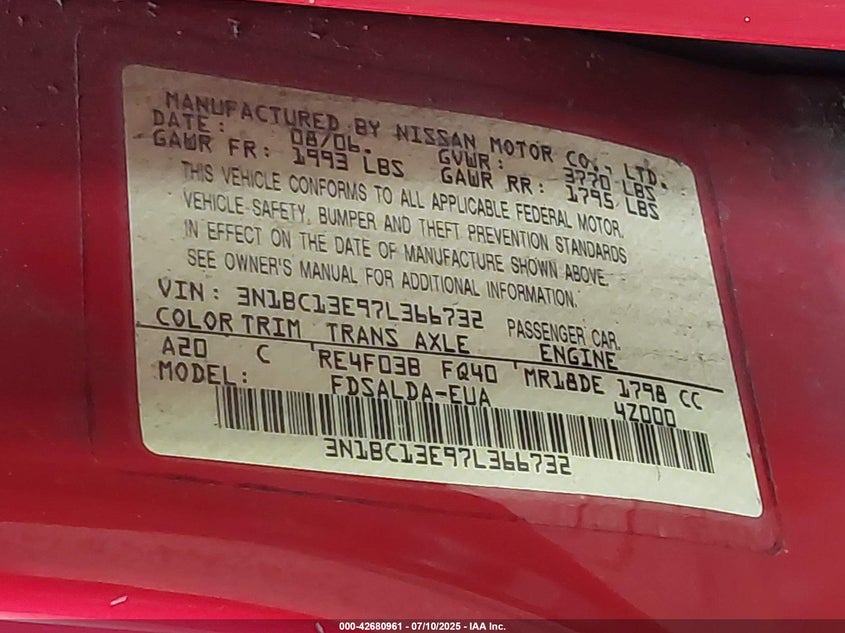 MANUFACTURED BY NISSAN MOTOR CO., LTD.
DATE: 08/06. GVWR: 3770 LBS
GAWR FR: 1993 LBS GAWR RR: 1795 LBS
THIS VEHICLE CONFORMS TO ALL APPLICABLE FEDERAL MOTOR
VEHICLE SAFETY, BUMPER AND THEFT PREVENTION STANDARDS
IN EFFECT ON THE DATE OF MANUFACTURE SHOWN ABOVE.
SEE OWNER'S MANUAL FOR ADDITIONAL INFORMATION.
VIN: 3N1BC13E97L366732 PASSENGER CAR.
COLOR TRIM TRANS AXLE ENGINE
A20 C RE4F03B FQ40 MR18DE 1798 CC
MODEL: FDSALDA-EUA 4Z000
3N1BC13E97L366732
000-42680961 - 07/10/2025 - IAA Inc.